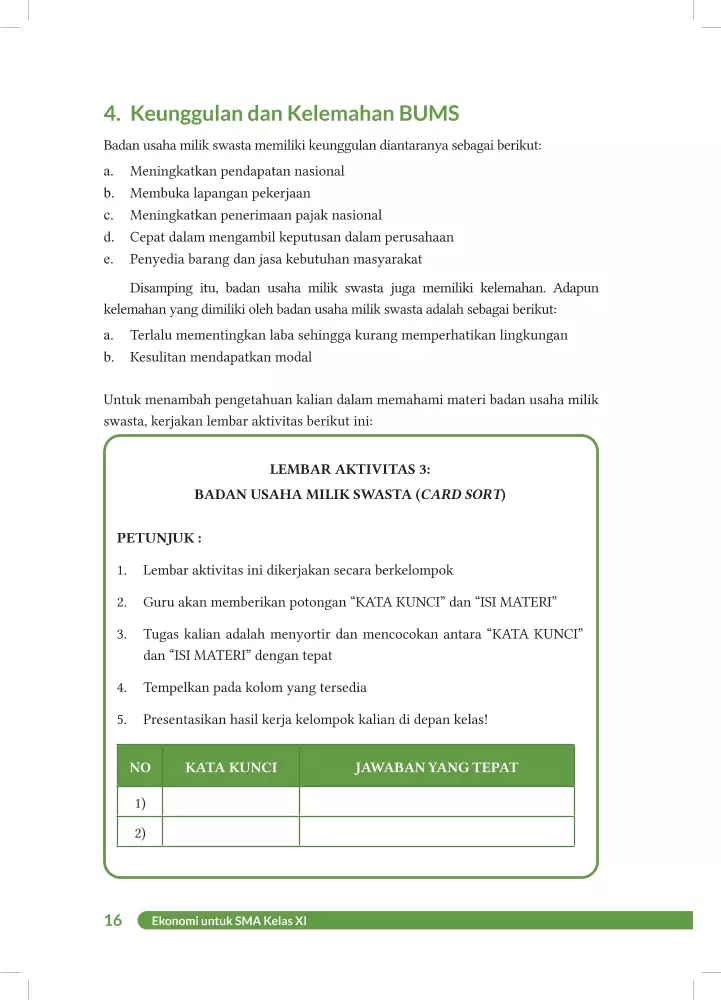 4. Keunggulan dan Kelemahan BUMS
Badan usaha milik swasta memiliki keunggulan diantaranya sebagai berikut:
a. Meningkatkan pendapatan nasional
b. Membuka lapangan pekerjaan
c. Meningkatkan penerimaan pajak nasional
d. Cepat dalam mengambil keputusan dalam perusahaan
e. Penyedia barang dan jasa kebutuhan masyarakat
Disamping itu, badan usaha milik swasta juga memiliki kelemahan. Adapun
kelemahan yang dimiliki oleh badan usaha milik swasta adalah sebagai berikut:
a. Terlalu mementingkan laba sehingga kurang memperhatikan lingkungan
b. Kesulitan mendapatkan modal
Untuk menambah pengetahuan kalian dalam memahami materi badan usaha milik
swasta, kerjakan lembar aktivitas berikut ini:
LEMBAR AKTIVITAS 3:
BADAN USAHA MILIK SWASTA (CARD SORT)
PETUNJUK :
1. Lembar aktivitas ini dikerjakan secara berkelompok
2. Guru akan memberikan potongan “KATA KUNCI” dan “ISI MATERI”
3. Tugas kalian adalah menyortir dan mencocokan antara “KATA KUNCI”
dan “ISI MATERI” dengan tepat
4. Tempelkan pada kolom yang tersedia
5. Presentasikan hasil kerja kelompok kalian di depan kelas!
NO KATA KUNCI JAWABAN YANG TEPAT
1)
2)
16 Ekonomi untuk SMA Kelas XI